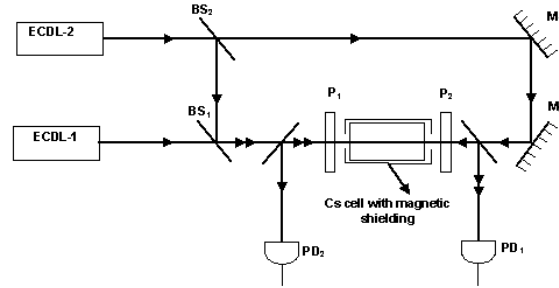 ECDL-2
BS2
M
ECDL-1
BS1
P1
P2
M
Cs cell with magnetic
shielding
PD2
PD1